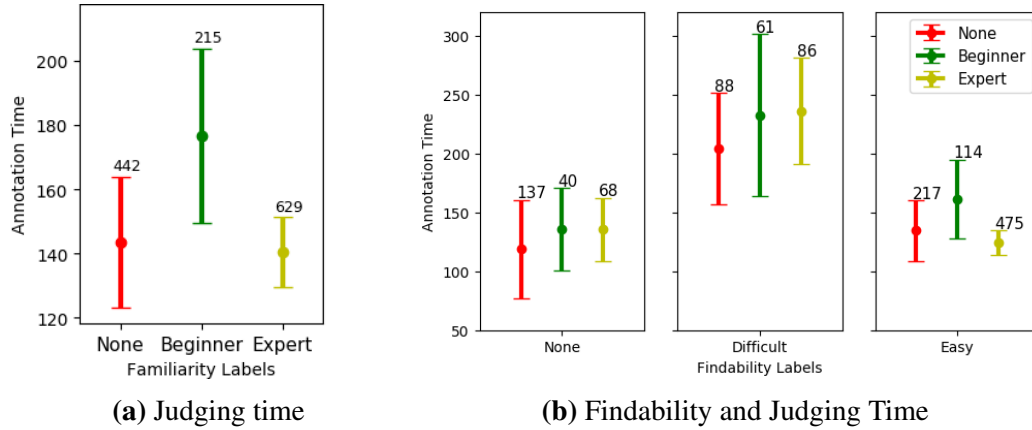 Annotation Time
200
180
160
140
120
442
215
629
None Beginner Expert
Familiarity Labels
(a) Judging time
Annotation Time
300
250
200
150
100
50
137 40 68
88 61 86
217 114 475
None
Beginner
Expert
None Difficult Easy
Findability Labels
(b) Findability and Judging Time